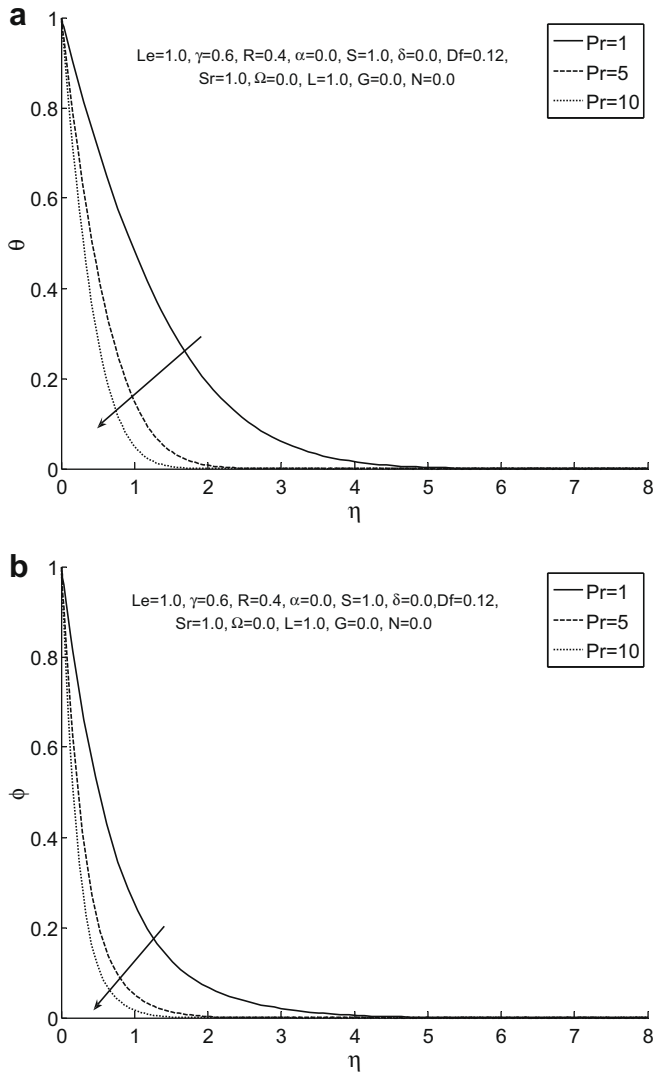 a
Le=1.0, γ=0.6, R=0.4, α=0.0, S=1.0, δ=0.0, Df=0.12,
Sr=1.0, Ω=0.0, L=1.0, G=0.0, N=0.0
Pr=1
Pr=5
Pr=10
1
0.8
0.6
0.4
0.2
0
θ
0 1 2 3 4 5 6 7 8
η
b
Le=1.0, γ=0.6, R=0.4, α=0.0, S=1.0, δ=0.0,Df=0.12,
Sr=1.0, Ω=0.0, L=1.0, G=0.0, N=0.0
Pr=1
Pr=5
Pr=10
1
0.8
0.6
0.4
0.2
0
ϕ
0 1 2 3 4 5 6 7 8
η